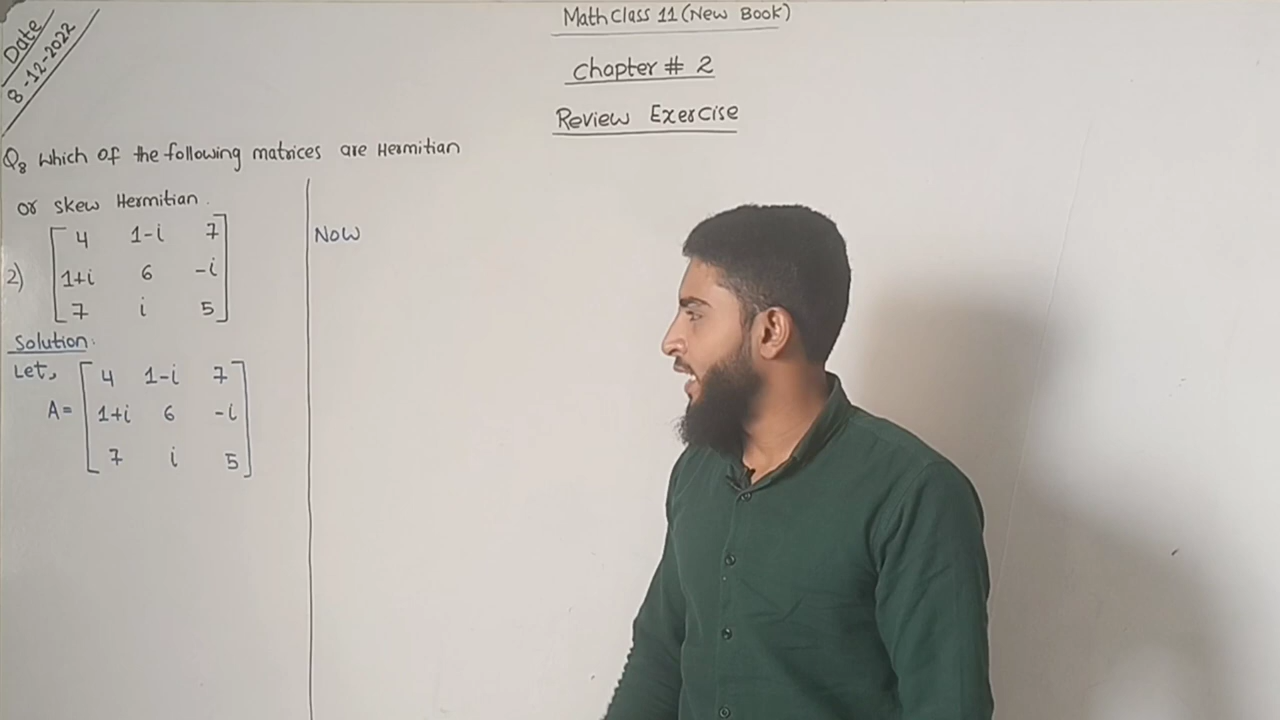 Date
8-12-2022
Math Class 11 (New Book)
Chapter # 2
Review Exercise
Q8 Which of the following matrices are Hermitian
or skew Hermitian.
2)
4 1-i 7
1+i 6 -i
7 i 5
Solution:
Let,
A=
4 1-i 7
1+i 6 -i
7 i 5
Now